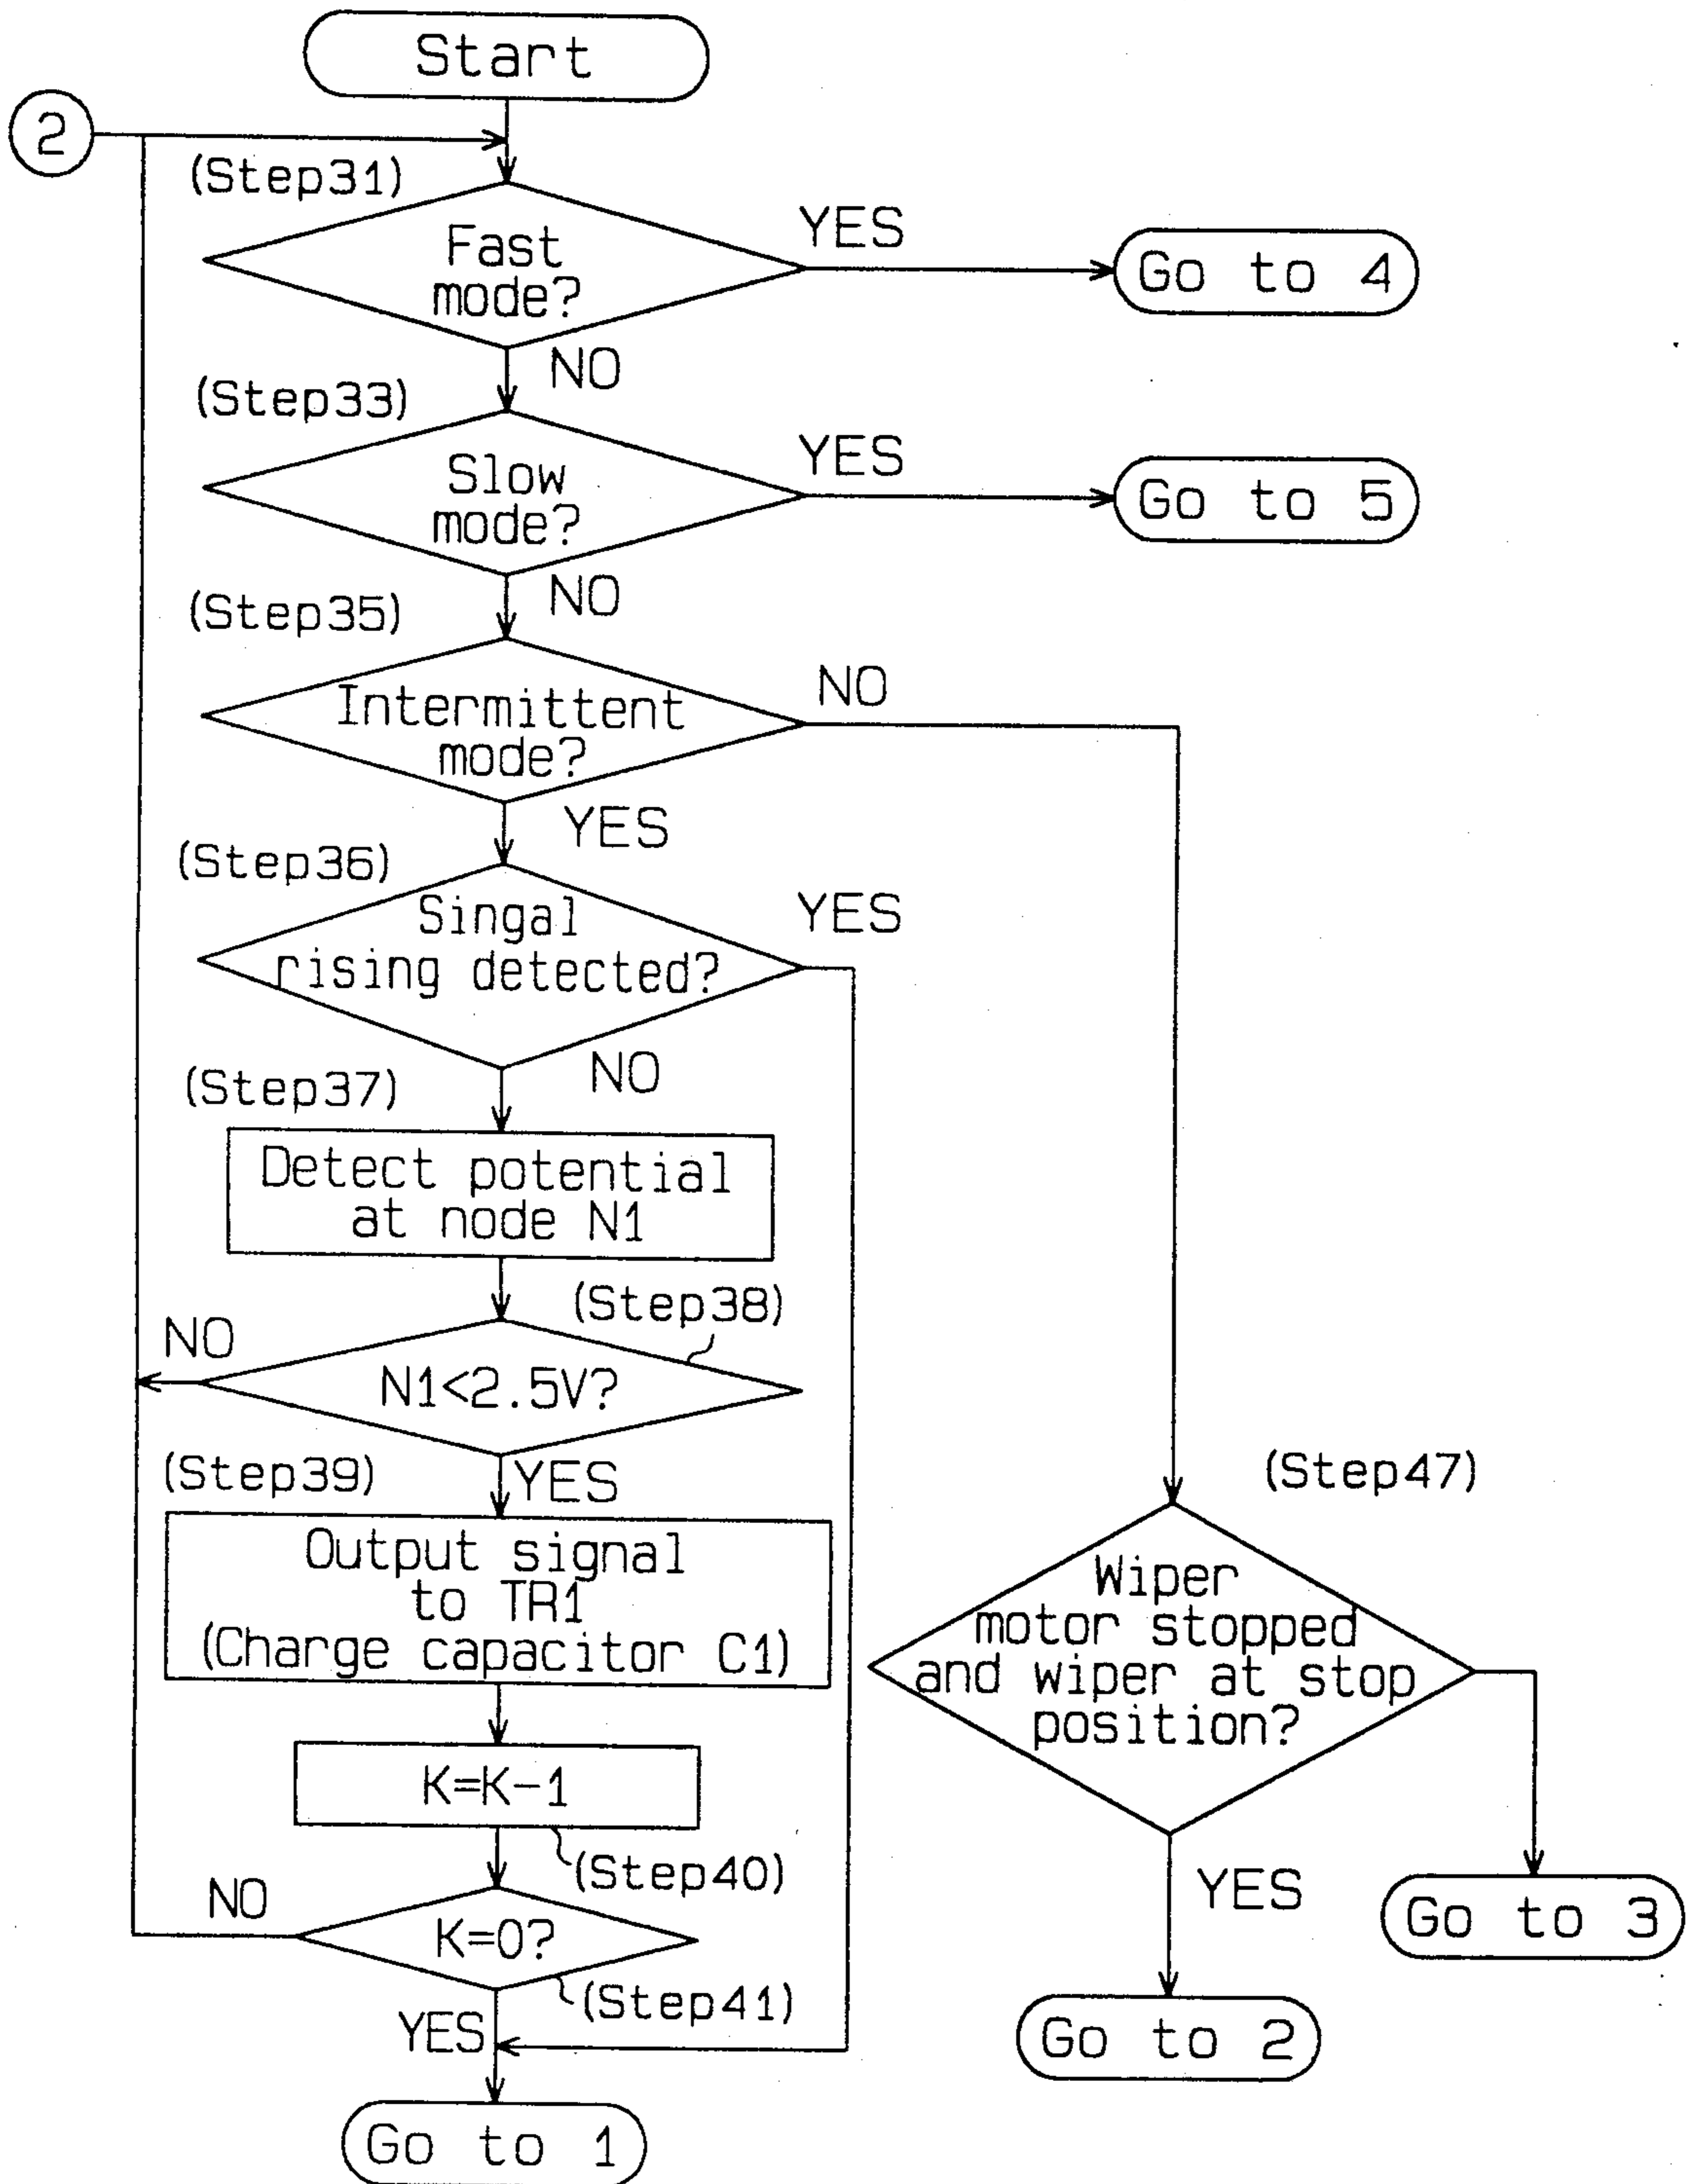 Start
2
(Step31)
Fast
mode?
YES
Go to 4
NO
(Step33)
Slow
mode?
YES
Go to 5
NO
(Step35)
Intermittent
mode?
NO
YES
(Step36)
Singal
rising detected?
YES
NO
(Step37)
Detect potential
at node N1
(Step38)
NO
N1<2.5V?
YES
(Step39)
Output signal
to TR1
(Charge capacitor C1)
K=K-1
(Step40)
NO
K=0?
(Step41)
YES
Go to 1
(Step47)
Wiper
motor stopped
and wiper at stop
position?
YES
Go to 2
Go to 3